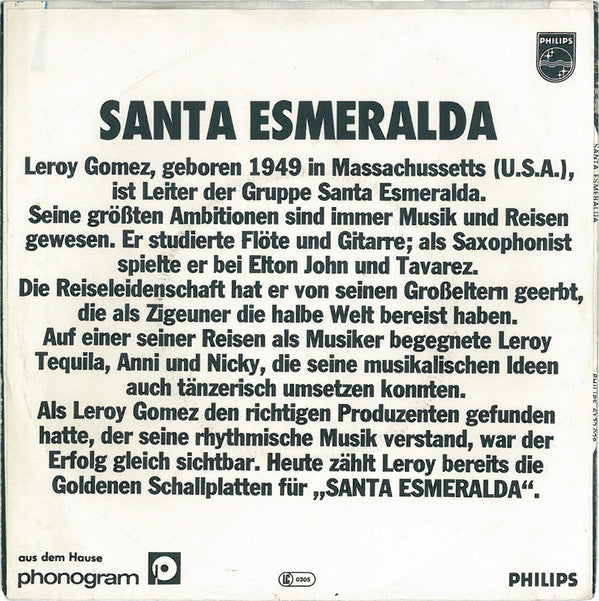 PHILIPS
SANTA ESMERALDA
Leroy Gomez, geboren 1949 in Massachussetts (U.S.A.),
ist Leiter der Gruppe Santa Esmeralda.
Seine größten Ambitionen sind immer Musik und Reisen
gewesen. Er studierte Flöte und Gitarre; als Saxophonist
spielte er bei Elton John und Tavarez.
Die Reiseleidenschaft hat er von seinen Großeltern geerbt,
die als Zigeuner die halbe Welt bereist haben.
Auf einer seiner Reisen als Musiker begegnete Leroy
Tequila, Anni und Nicky, die seine musikalischen Ideen
auch tänzerisch umsetzen konnten.
Als Leroy Gomez den richtigen Produzenten gefunden
hatte, der seine rhythmische Musik verstand, war der
Erfolg gleich sichtbar. Heute zählt Leroy bereits die
Goldenen Schallplatten für „SANTA ESMERALDA“.
aus dem Hause
phonogram p
LC 0305
PHILIPS
SANTA ESMERALDA
PHILIPS